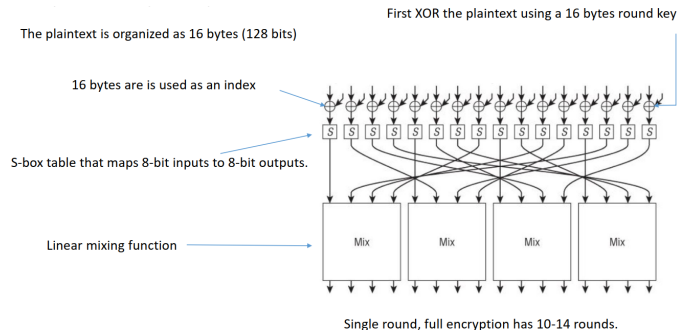 First XOR the plaintext using a 16 bytes round key
The plaintext is organized as 16 bytes (128 bits)
16 bytes are is used as an index
S S S S S S S S S S S S S S S S
S-box table that maps 8-bit inputs to 8-bit outputs.
Linear mixing function
Mix Mix Mix Mix
Single round, full encryption has 10-14 rounds.